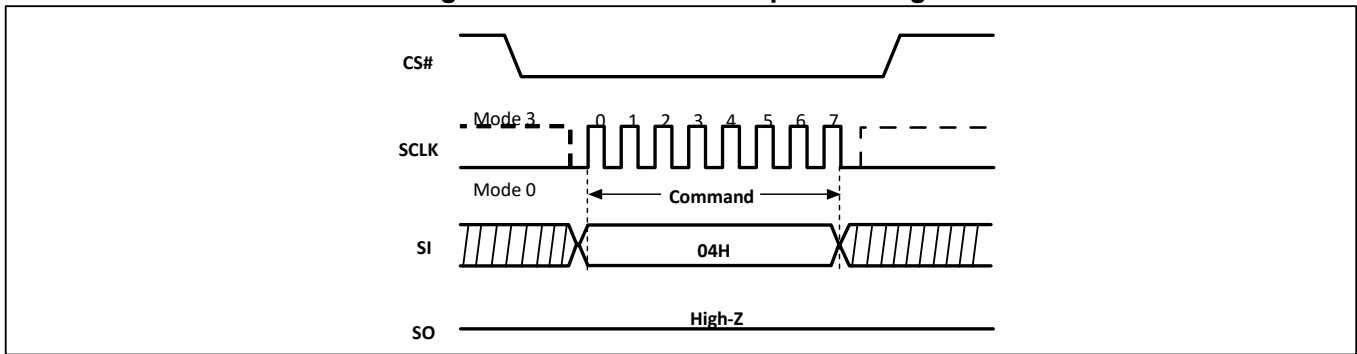 CS#
Mode 3 0 1 2 3 4 5 6 7
SCLK
Mode 0
Command
SI
04H
High-Z
SO